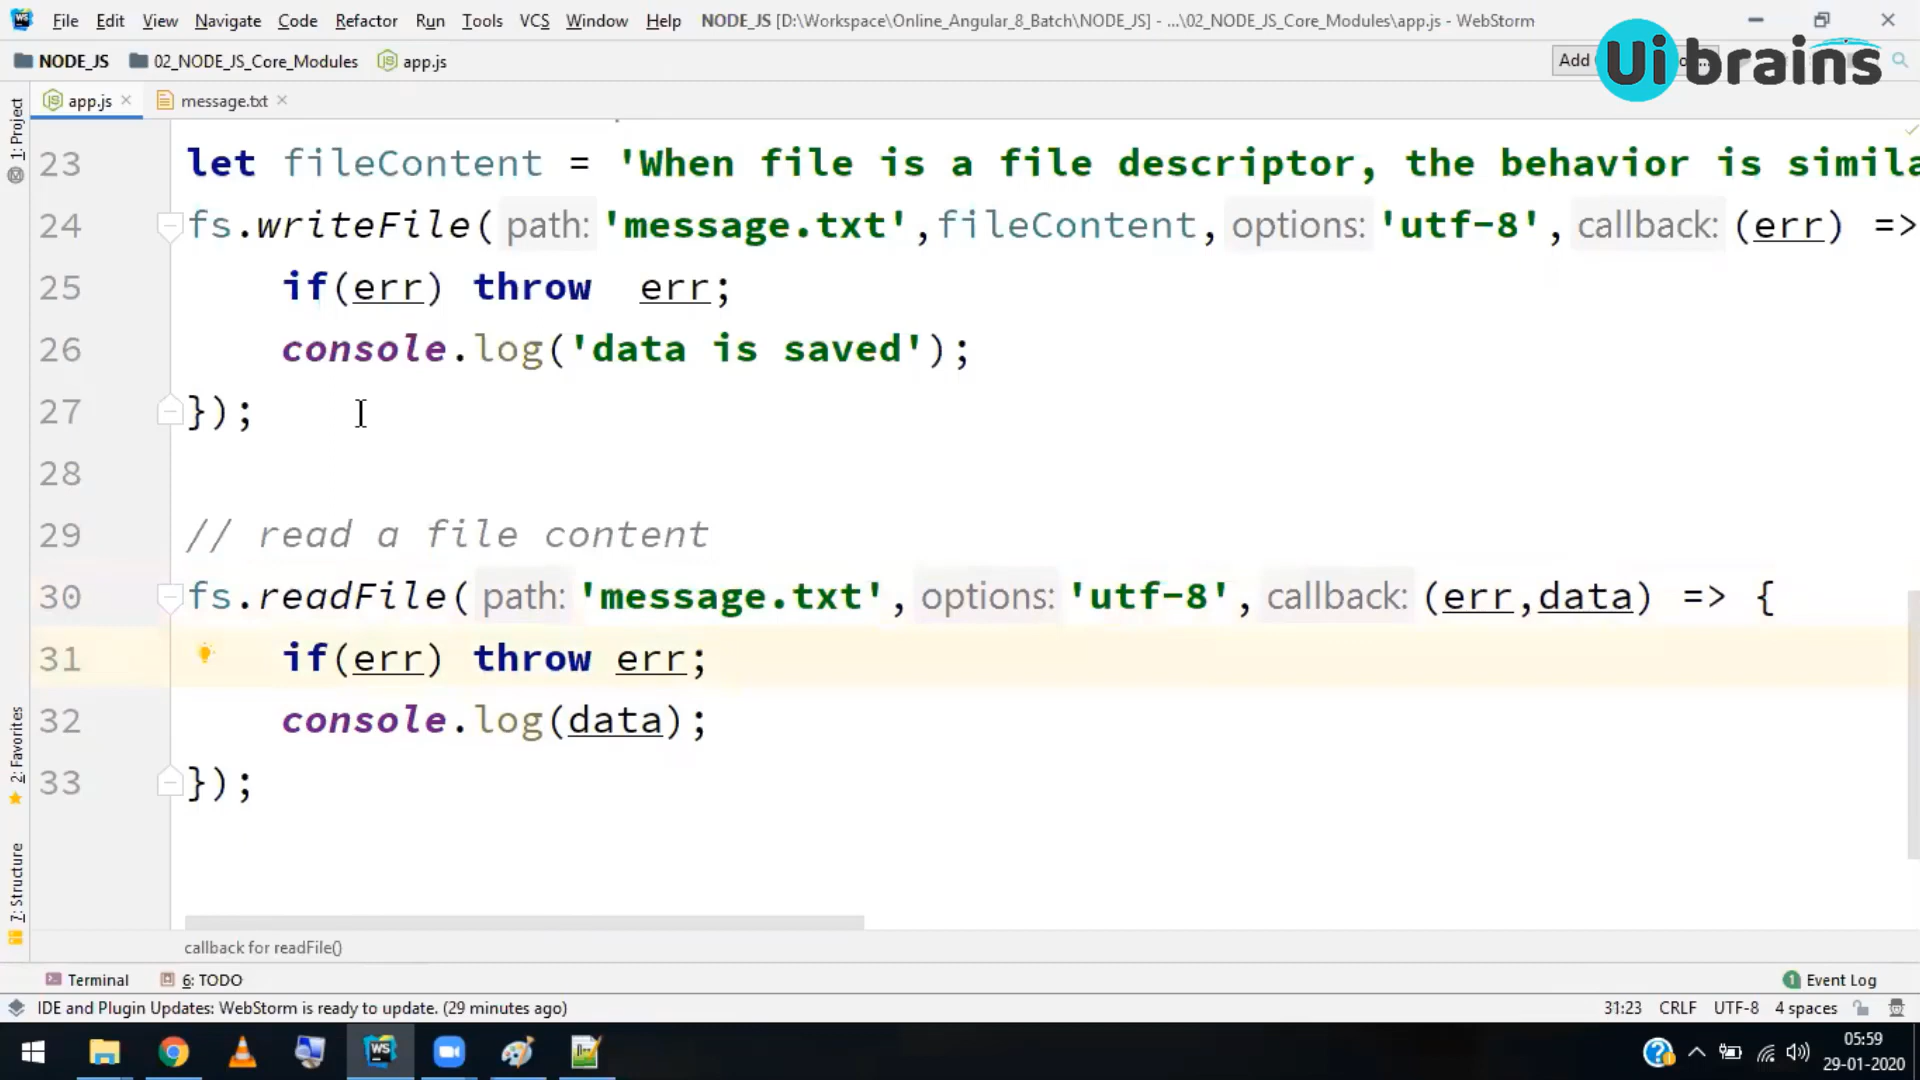 File Edit View Navigate Code Refactor Run Tools VCS Window Help NODE_JS [D:\Workspace\Online_Angular_8_Batch\NODE_JS] - ...\02_NODE_JS_Core_Modules\app.js - WebStorm
NODE_JS 02_NODE_JS_Core_Modules app.js Add
Uibrains
app.js message.txt
1: Project
23 let fileContent = 'When file is a file descriptor, the behavior is simila
24 fs.writeFile( path: 'message.txt',fileContent, options: 'utf-8', callback: (err) =>
25 if(err) throw  err;
26 console.log('data is saved');
27 });
28
29 // read a file content
30 fs.readFile( path: 'message.txt', options: 'utf-8', callback: (err,data) => {
31 if(err) throw err;
32 console.log(data);
33 });
2: Favorites
7: Structure
callback for readFile()
Terminal 6: TODO 1 Event Log
IDE and Plugin Updates: WebStorm is ready to update. (29 minutes ago) 31:23 CRLF UTF-8 4 spaces
WS
05:59
29-01-2020